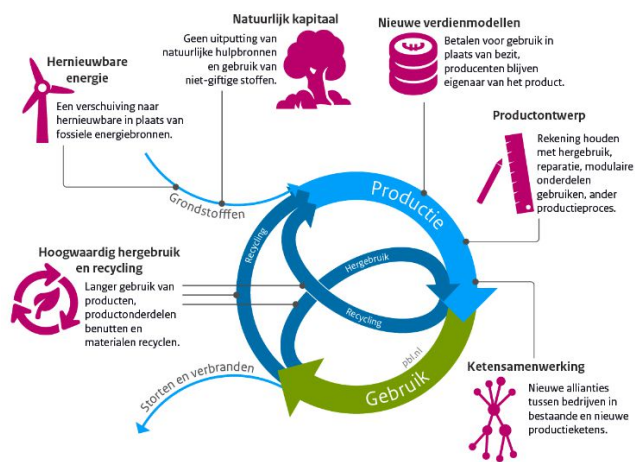 Natuurlijk kapitaal
Geen uitputting van
natuurlijke hulpbronnen
en gebruik van
niet-giftige stoffen.
Nieuwe verdienmodellen
Betalen voor gebruik in
plaats van bezit,
producenten blijven
eigenaar van het product.
Hernieuwbare
energie
Een verschuiving naar
hernieuwbare in plaats van
fossiele energiebronnen.
Productontwerp
Rekening houden
met hergebruik,
reparatie, modulaire
onderdelen
gebruiken, ander
productieproces.
Grondstofffen
Productie
Recycling
Hergebruik
Recycling
Hoogwaardig hergebruik
en recycling
Langer gebruik van
producten,
productonderdelen
benutten en
materialen recyclen.
pbl.nl
Gebruik
Storten en verbranden
Ketensamenwerking
Nieuwe allianties
tussen bedrijven in
bestaande en nieuwe
productieketens.